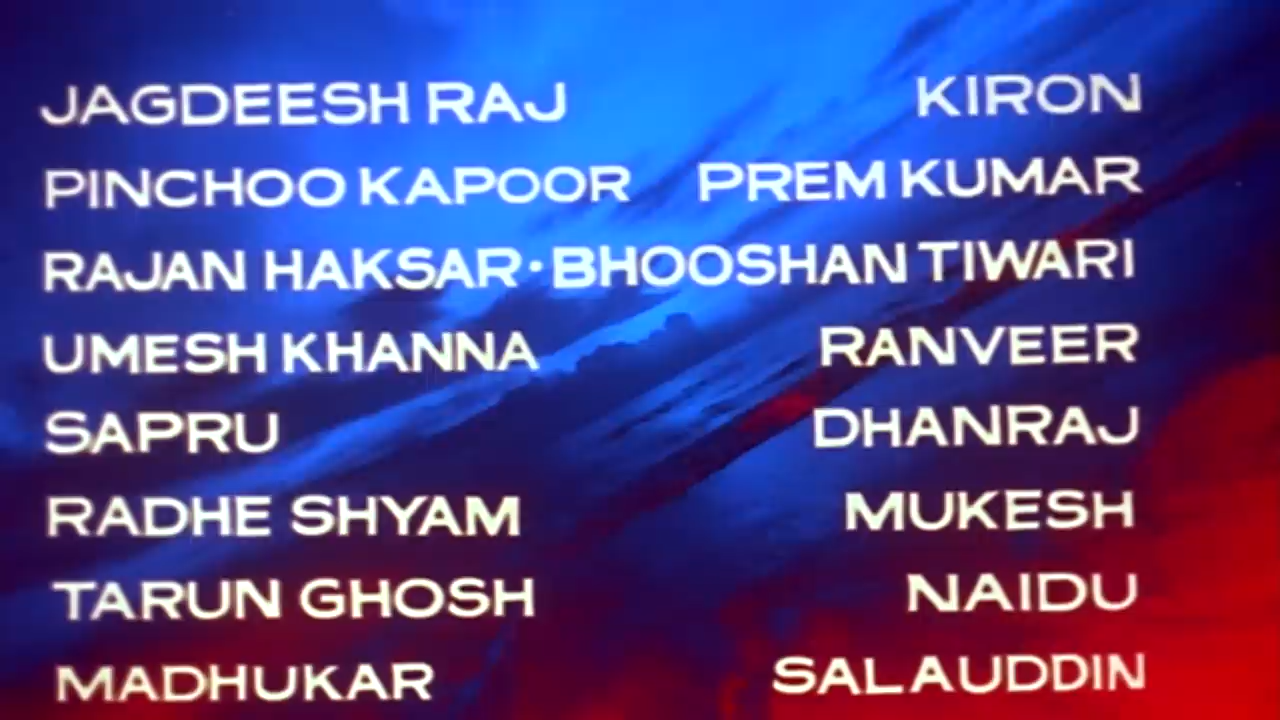 JAGDEESH RAJ KIRON
PINCHOO KAPOOR PREM KUMAR
RAJAN HAKSAR · BHOOSHAN TIWARI
UMESH KHANNA RANVEER
SAPRU DHANRAJ
RADHE SHYAM MUKESH
TARUN GHOSH NAIDU
MADHUKAR SALAUDDIN